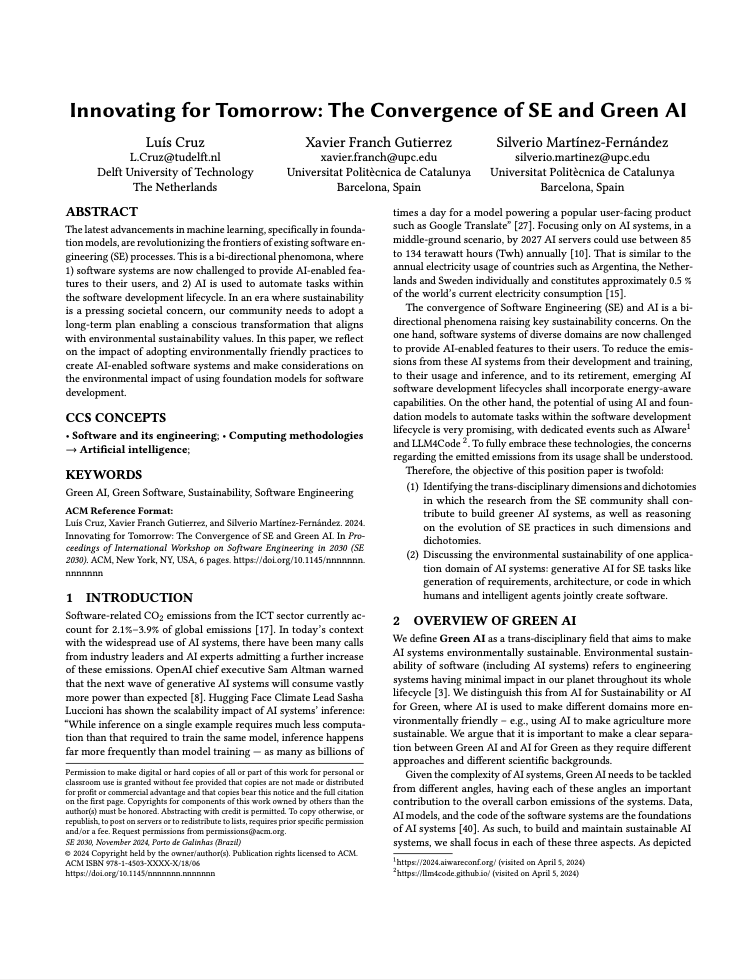 Innovating for Tomorrow: The Convergence of SE and Green AI
Luís Cruz
L.Cruz@tudelft.nl
Delft University of Technology
The Netherlands
Xavier Franch Gutierrez
xavier.franch@upc.edu
Universitat Politècnica de Catalunya
Barcelona, Spain
Silverio Martínez-Fernández
silverio.martinez@upc.edu
Universitat Politècnica de Catalunya
Barcelona, Spain
ABSTRACT
The latest advancements in machine learning, specifically in founda-
tion models, are revolutionizing the frontiers of existing software en-
gineering (SE) processes. This is a bi-directional phenomona, where
1) software systems are now challenged to provide AI-enabled fea-
tures to their users, and 2) AI is used to automate tasks within
the software development lifecycle. In an era where sustainability
is a pressing societal concern, our community needs to adopt a
long-term plan enabling a conscious transformation that aligns
with environmental sustainability values. In this paper, we reflect
on the impact of adopting environmentally friendly practices to
create AI-enabled software systems and make considerations on
the environmental impact of using foundation models for software
development.
CCS CONCEPTS
• Software and its engineering; • Computing methodologies
→ Artificial intelligence;
KEYWORDS
Green AI, Green Software, Sustainability, Software Engineering
ACM Reference Format:
Luís Cruz, Xavier Franch Gutierrez, and Silverio Martínez-Fernández. 2024.
Innovating for Tomorrow: The Convergence of SE and Green AI. In Pro-
ceedings of International Workshop on Software Engineering in 2030 (SE
2030). ACM, New York, NY, USA, 6 pages. https://doi.org/10.1145/nnnnnnn.
nnnnnnn
1 INTRODUCTION
Software-related CO2 emissions from the ICT sector currently ac-
count for 2.1%–3.9% of global emissions [17]. In today's context
with the widespread use of AI systems, there have been many calls
from industry leaders and AI experts admitting a further increase
of these emissions. OpenAI chief executive Sam Altman warned
that the next wave of generative AI systems will consume vastly
more power than expected [8]. Hugging Face Climate Lead Sasha
Luccioni has shown the scalability impact of AI systems' inference:
“While inference on a single example requires much less computa-
tion than that required to train the same model, inference happens
far more frequently than model training — as many as billions of
Permission to make digital or hard copies of all or part of this work for personal or
classroom use is granted without fee provided that copies are not made or distributed
for profit or commercial advantage and that copies bear this notice and the full citation
on the first page. Copyrights for components of this work owned by others than the
author(s) must be honored. Abstracting with credit is permitted. To copy otherwise, or
republish, to post on servers or to redistribute to lists, requires prior specific permission
and/or a fee. Request permissions from permissions@acm.org.
SE 2030, November 2024, Porto de Galinhas (Brazil)
© 2024 Copyright held by the owner/author(s). Publication rights licensed to ACM.
ACM ISBN 978-1-4503-XXXX-X/18/06
https://doi.org/10.1145/nnnnnnn.nnnnnnn
times a day for a model powering a popular user-facing product
such as Google Translate” [27]. Focusing only on AI systems, in a
middle-ground scenario, by 2027 AI servers could use between 85
to 134 terawatt hours (Twh) annually [10]. That is similar to the
annual electricity usage of countries such as Argentina, the Nether-
lands and Sweden individually and constitutes approximately 0.5 %
of the world's current electricity consumption [15].
The convergence of Software Engineering (SE) and AI is a bi-
directional phenomena raising key sustainability concerns. On the
one hand, software systems of diverse domains are now challenged
to provide AI-enabled features to their users. To reduce the emis-
sions from these AI systems from their development and training,
to their usage and inference, and to its retirement, emerging AI
software development lifecycles shall incorporate energy-aware
capabilities. On the other hand, the potential of using AI and foun-
dation models to automate tasks within the software development
lifecycle is very promising, with dedicated events such as AIware1
and LLM4Code 2. To fully embrace these technologies, the concerns
regarding the emitted emissions from its usage shall be understood.
Therefore, the objective of this position paper is twofold:
(1) Identifying the trans-disciplinary dimensions and dichotomies
in which the research from the SE community shall con-
tribute to build greener AI systems, as well as reasoning
on the evolution of SE practices in such dimensions and
dichotomies.
(2) Discussing the environmental sustainability of one applica-
tion domain of AI systems: generative AI for SE tasks like
generation of requirements, architecture, or code in which
humans and intelligent agents jointly create software.
2 OVERVIEW OF GREEN AI
We define Green AI as a trans-disciplinary field that aims to make
AI systems environmentally sustainable. Environmental sustain-
ability of software (including AI systems) refers to engineering
systems having minimal impact in our planet throughout its whole
lifecycle [3]. We distinguish this from AI for Sustainability or AI
for Green, where AI is used to make different domains more en-
vironmentally friendly – e.g., using AI to make agriculture more
sustainable. We argue that it is important to make a clear separa-
tion between Green AI and AI for Green as they require different
approaches and different scientific backgrounds.
Given the complexity of AI systems, Green AI needs to be tackled
from different angles, having each of these angles an important
contribution to the overall carbon emissions of the systems. Data,
AI models, and the code of the software systems are the foundations
of AI systems [40]. As such, to build and maintain sustainable AI
systems, we shall focus in each of these three aspects. As depicted
1https://2024.aiwareconf.org/ (visited on April 5, 2024)
2https://llm4code.github.io/ (visited on April 5, 2024)